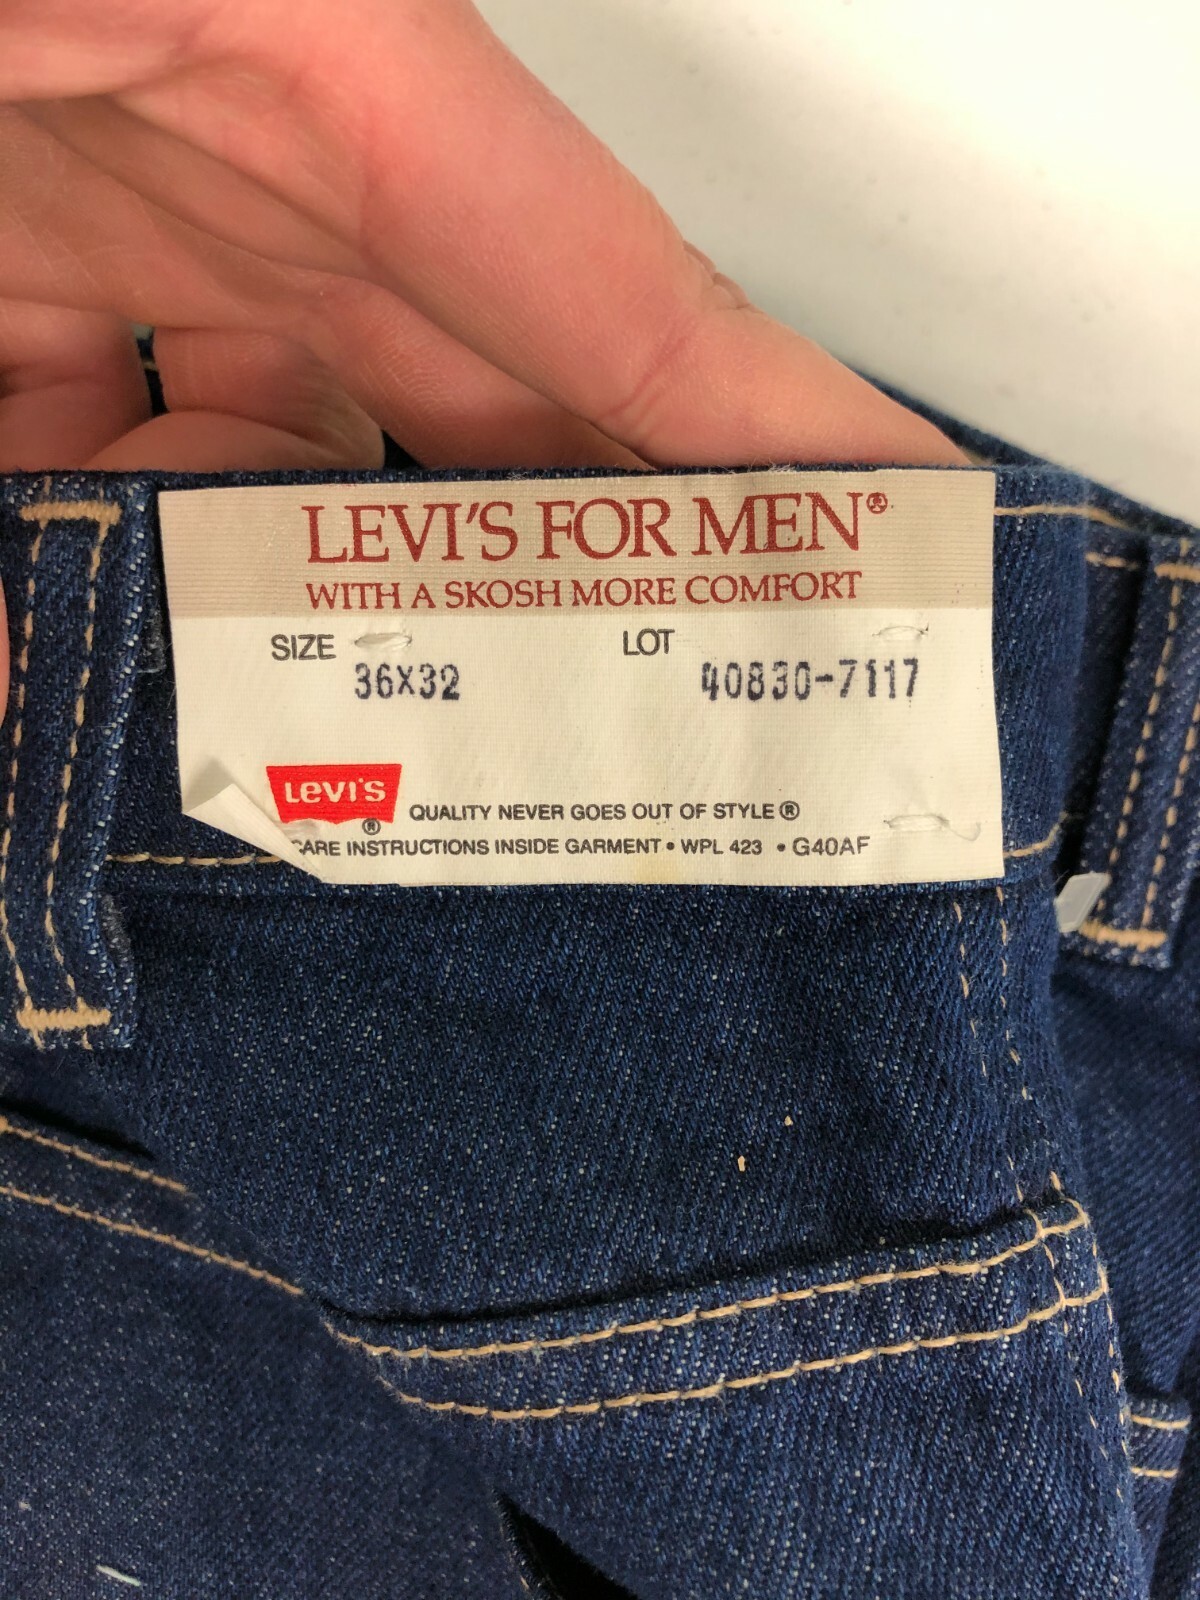 LEVI'S FOR MEN®
WITH A SKOSH MORE COMFORT
SIZE LOT
36X32 40830-7117
Levi's
® QUALITY NEVER GOES OUT OF STYLE ®
CARE INSTRUCTIONS INSIDE GARMENT • WPL 423 • G40AF